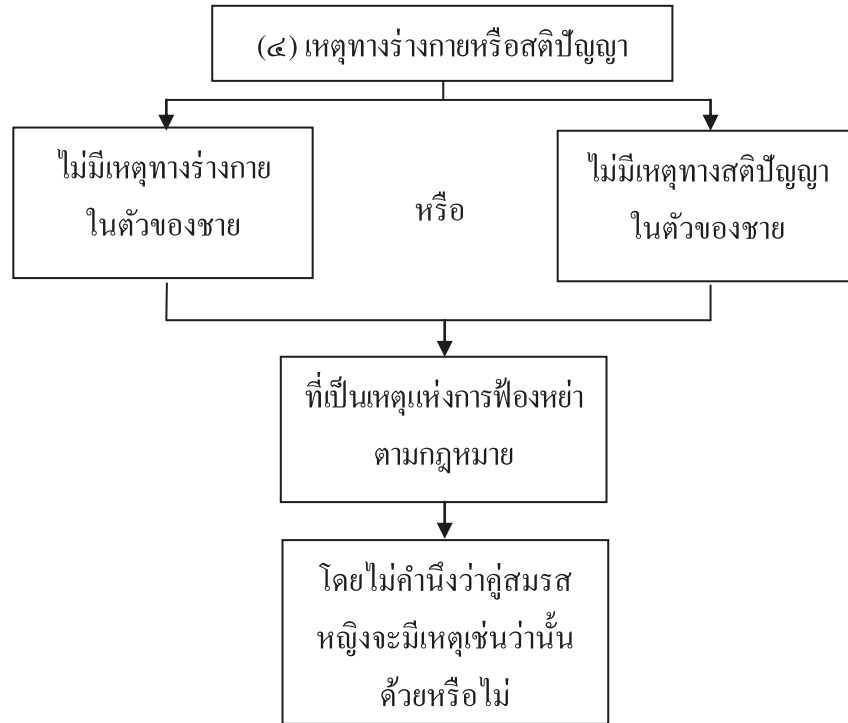 (๔) เหตุทางร่างกายหรือสติปัญญา
ไม่มีเหตุทางร่างกาย
ในตัวของชาย
หรือ
ไม่มีเหตุทางสติปัญญา
ในตัวของชาย
ที่เป็นเหตุแห่งการฟ้องหย่า
ตามกฎหมาย
โดยไม่คำนึงว่าคู่สมรส
หญิงจะมีเหตุเช่นว่านั้น
ด้วยหรือไม่